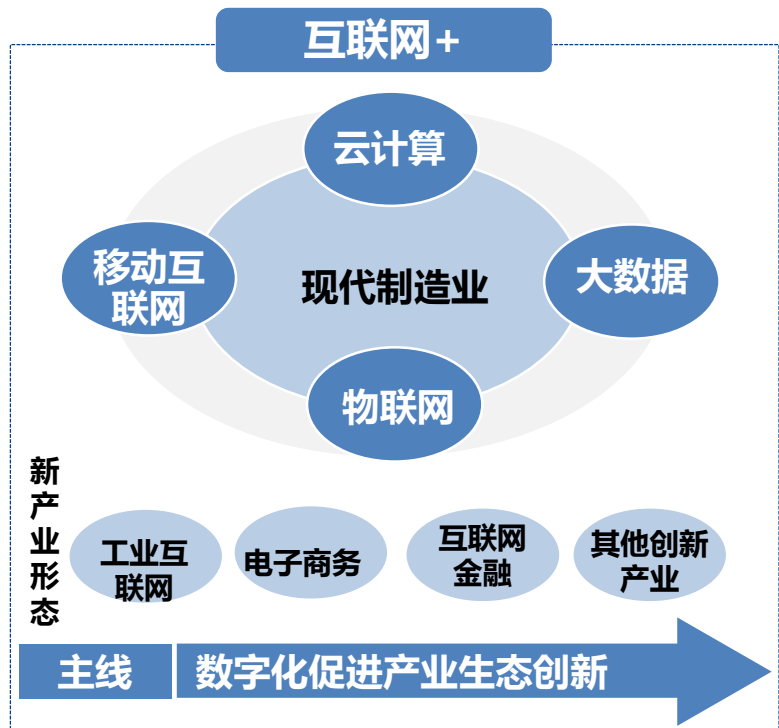 互联网+
云计算
移动互
联网
现代制造业
大数据
物联网
新
产
业
形
态
工业互
联网
电子商务
互联网
金融
其他创新
产业
主线
数字化促进产业生态创新